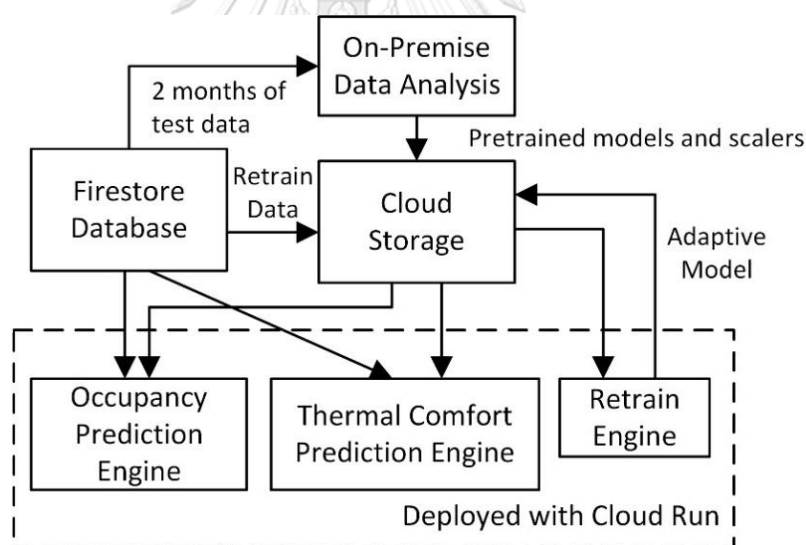 On-Premise
Data Analysis
2 months of
test data
Pretrained models and scalers
Firestore
Database
Retrain
Data
Cloud
Storage
Adaptive
Model
Occupancy
Prediction
Engine
Thermal Comfort
Prediction Engine
Retrain
Engine
Deployed with Cloud Run